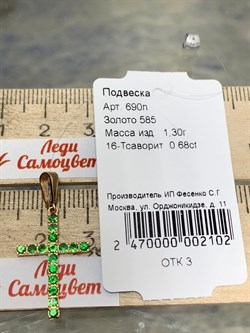 Подвеска
Арт. 690п
Золото 585
Масса изд 1,30г
16-Тсаворит 0.68ct
Производитель ИП Фесенко С.Г
Москва, ул. Орджоникидзе, д. 11
2 470000 002102
ОТК 3
Леди
Самоцвет
Леди
Самоцвет